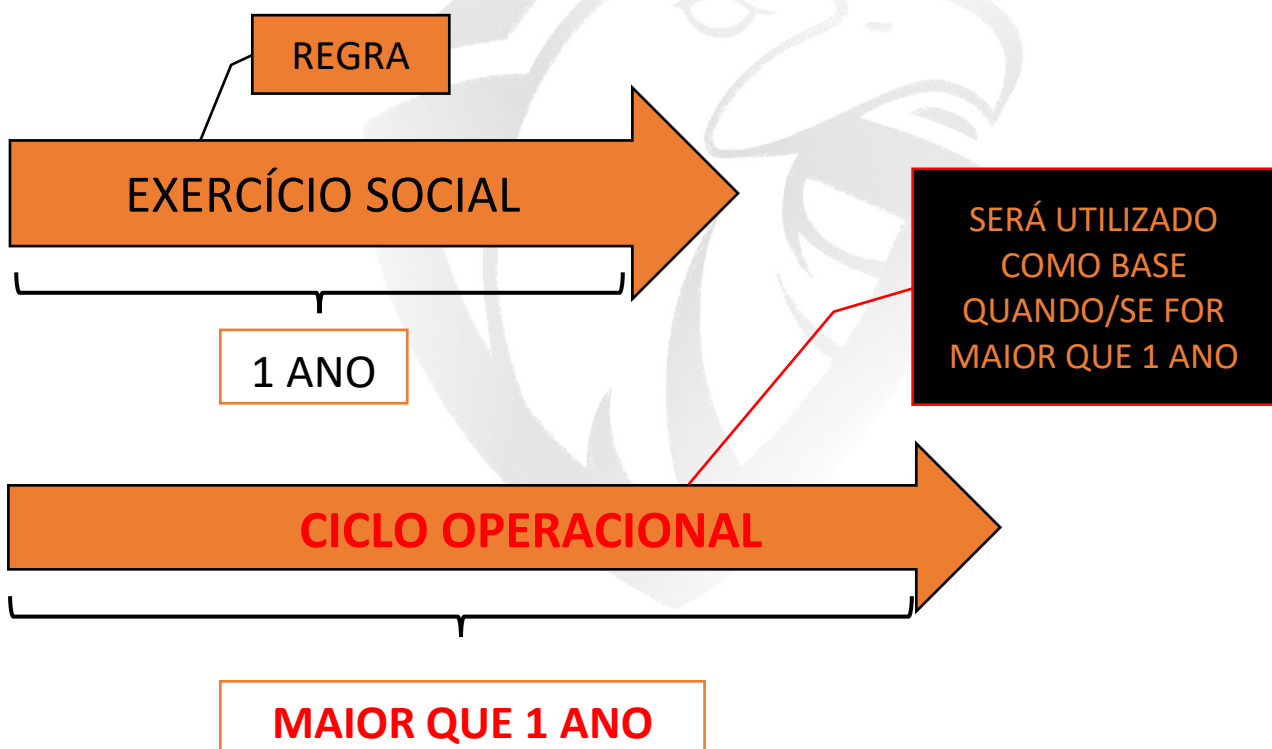 REGRA
EXERCÍCIO SOCIAL
1 ANO
SERÁ UTILIZADO
COMO BASE
QUANDO/SE FOR
MAIOR QUE 1 ANO
CICLO OPERACIONAL
MAIOR QUE 1 ANO